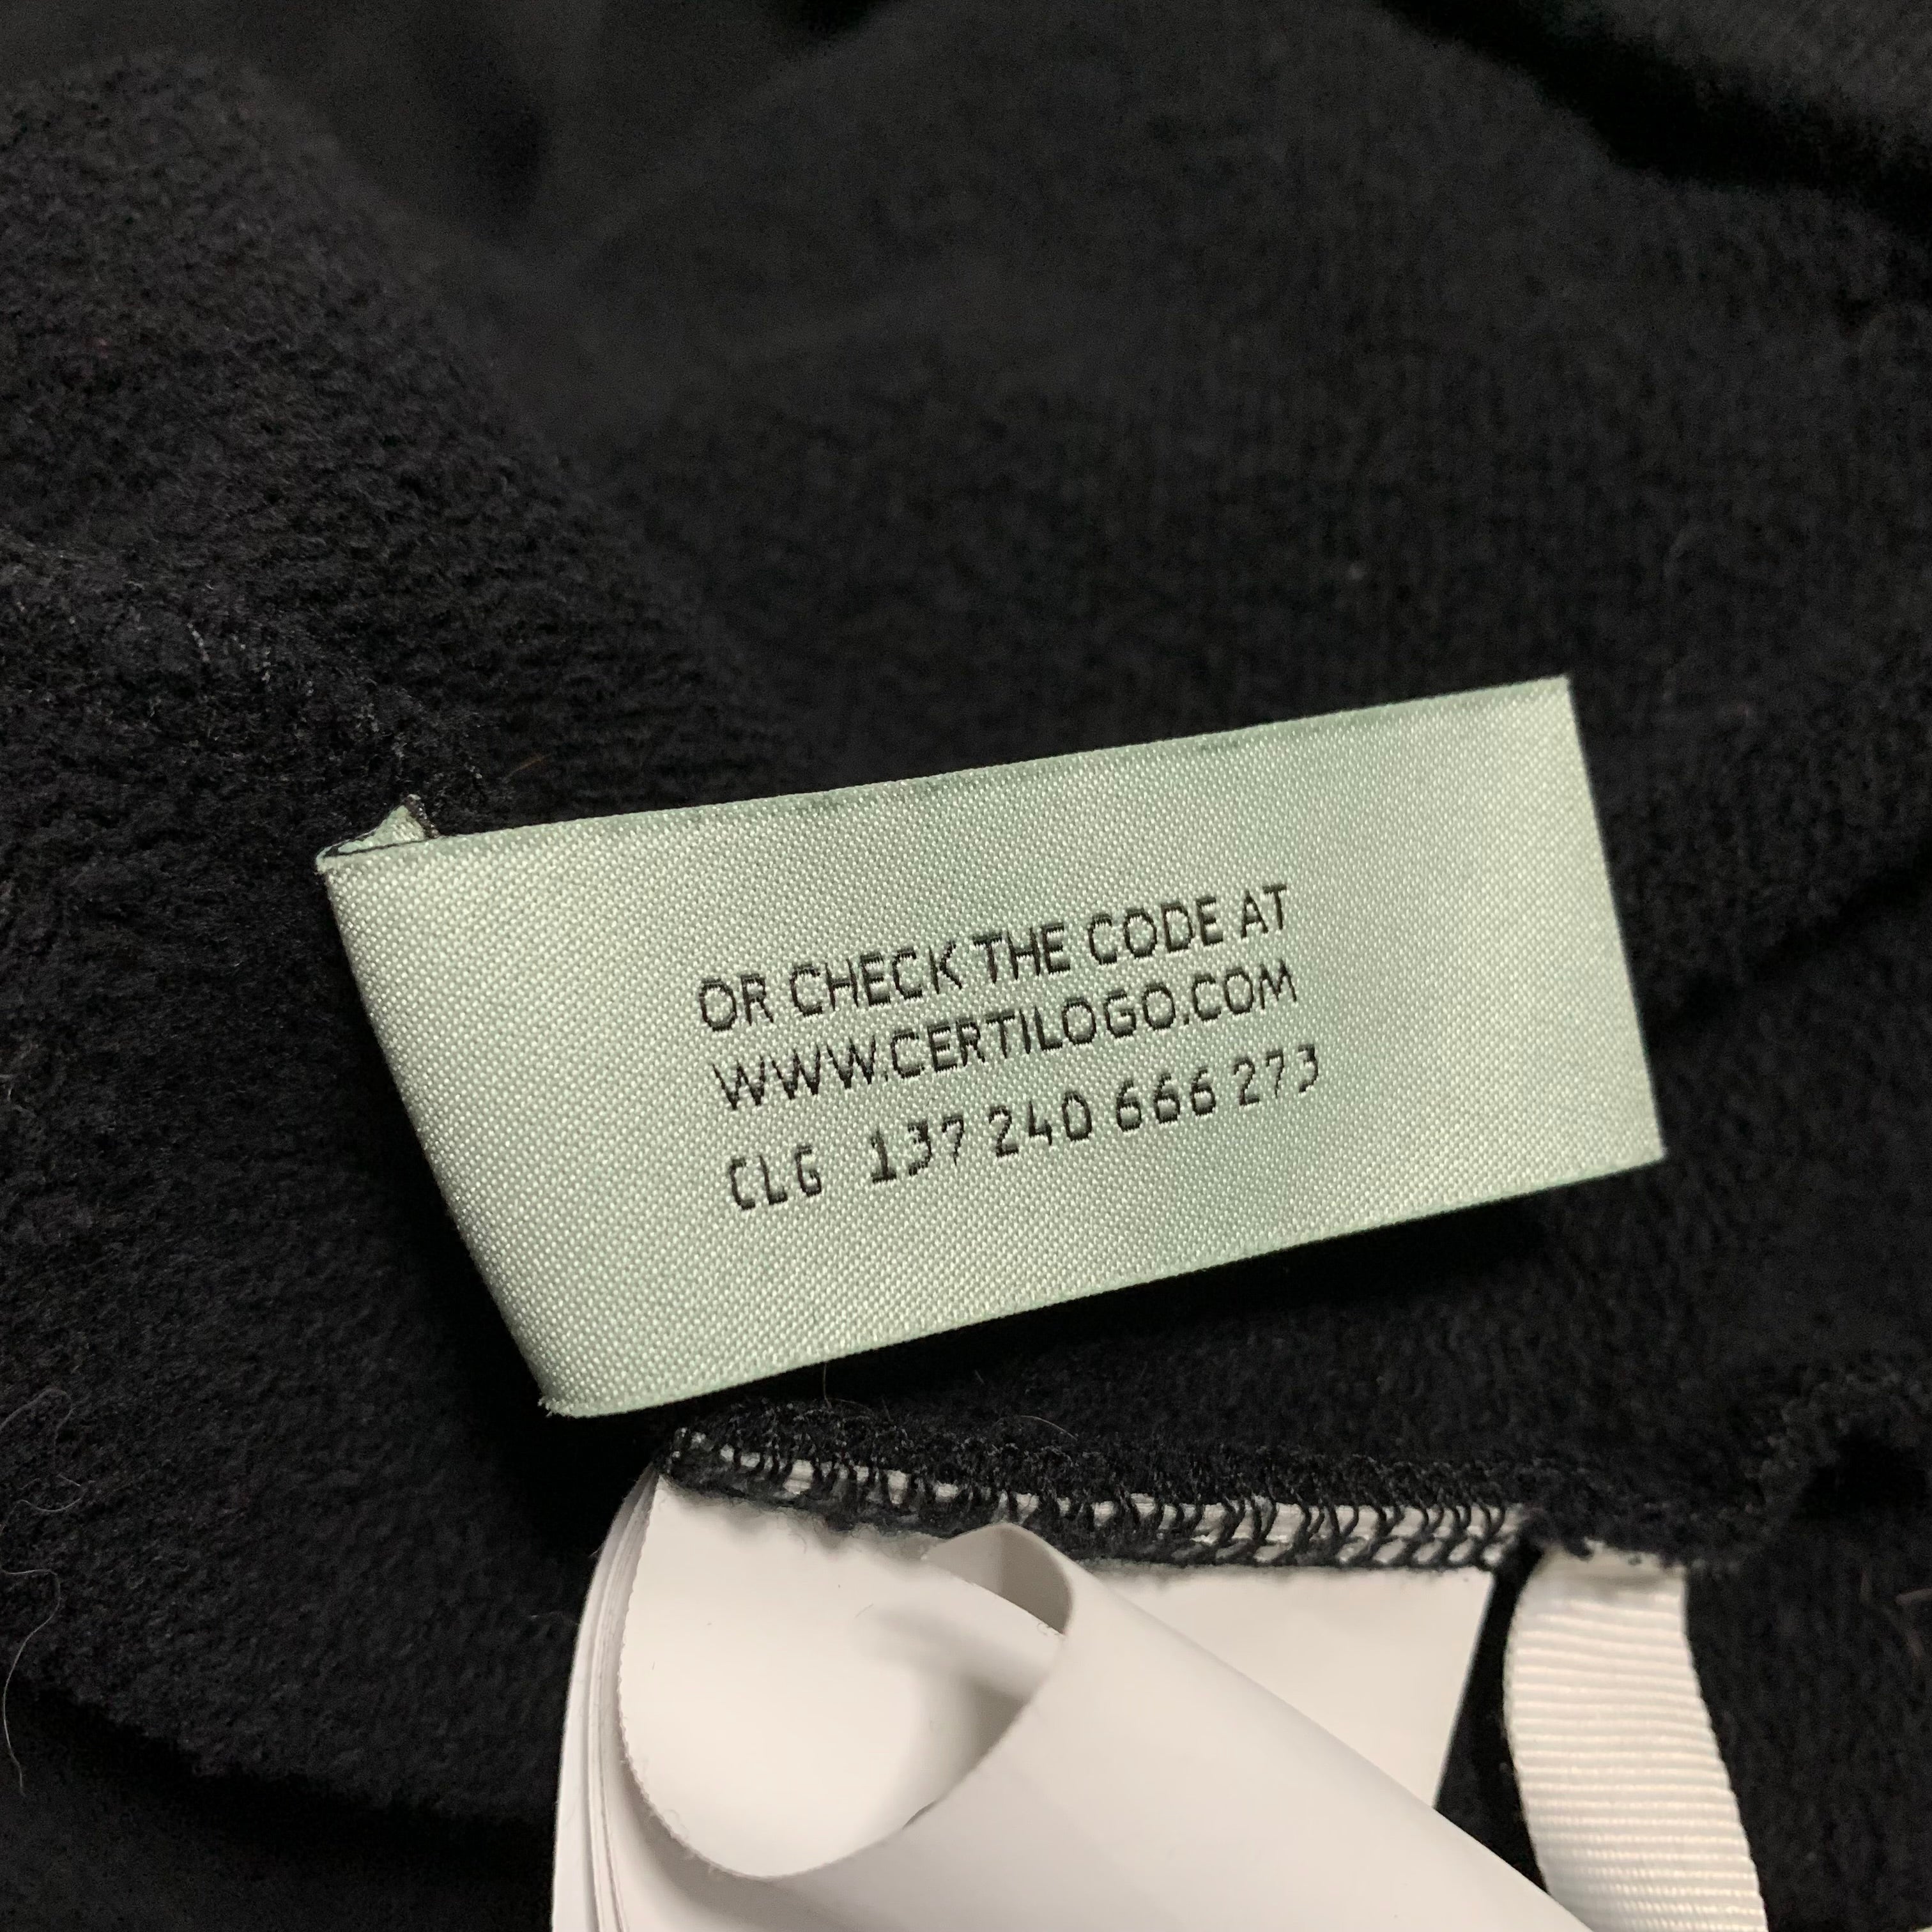 OR CHECK THE CODE AT
WWW.CERTILOGO.COM
CLG 137 240 666 273